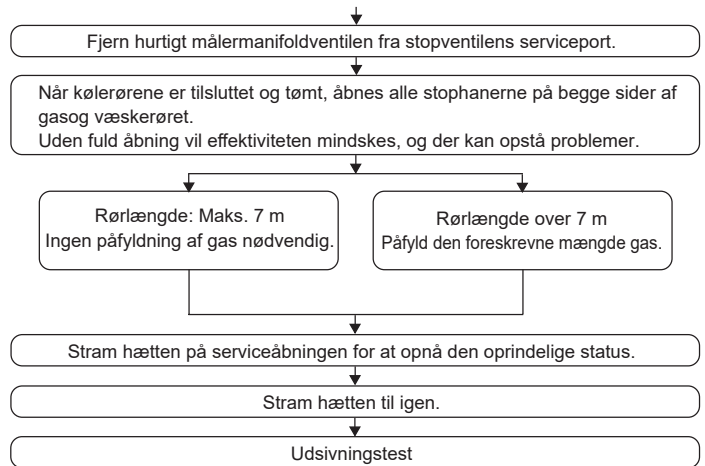 Fjern hurtigt målermanifoldventilen fra stopventilens serviceport.
Når kølerørene er tilsluttet og tømt, åbnes alle stophanerne på begge sider af
gasog væskerøret.
Uden fuld åbning vil effektiviteten mindskes, og der kan opstå problemer.
Rørlængde: Maks. 7 m
Ingen påfyldning af gas nødvendig.
Rørlængde over 7 m
Påfyld den foreskrevne mængde gas.
Stram hætten på serviceåbningen for at opnå den oprindelige status.
Stram hætten til igen.
Udsivningstest